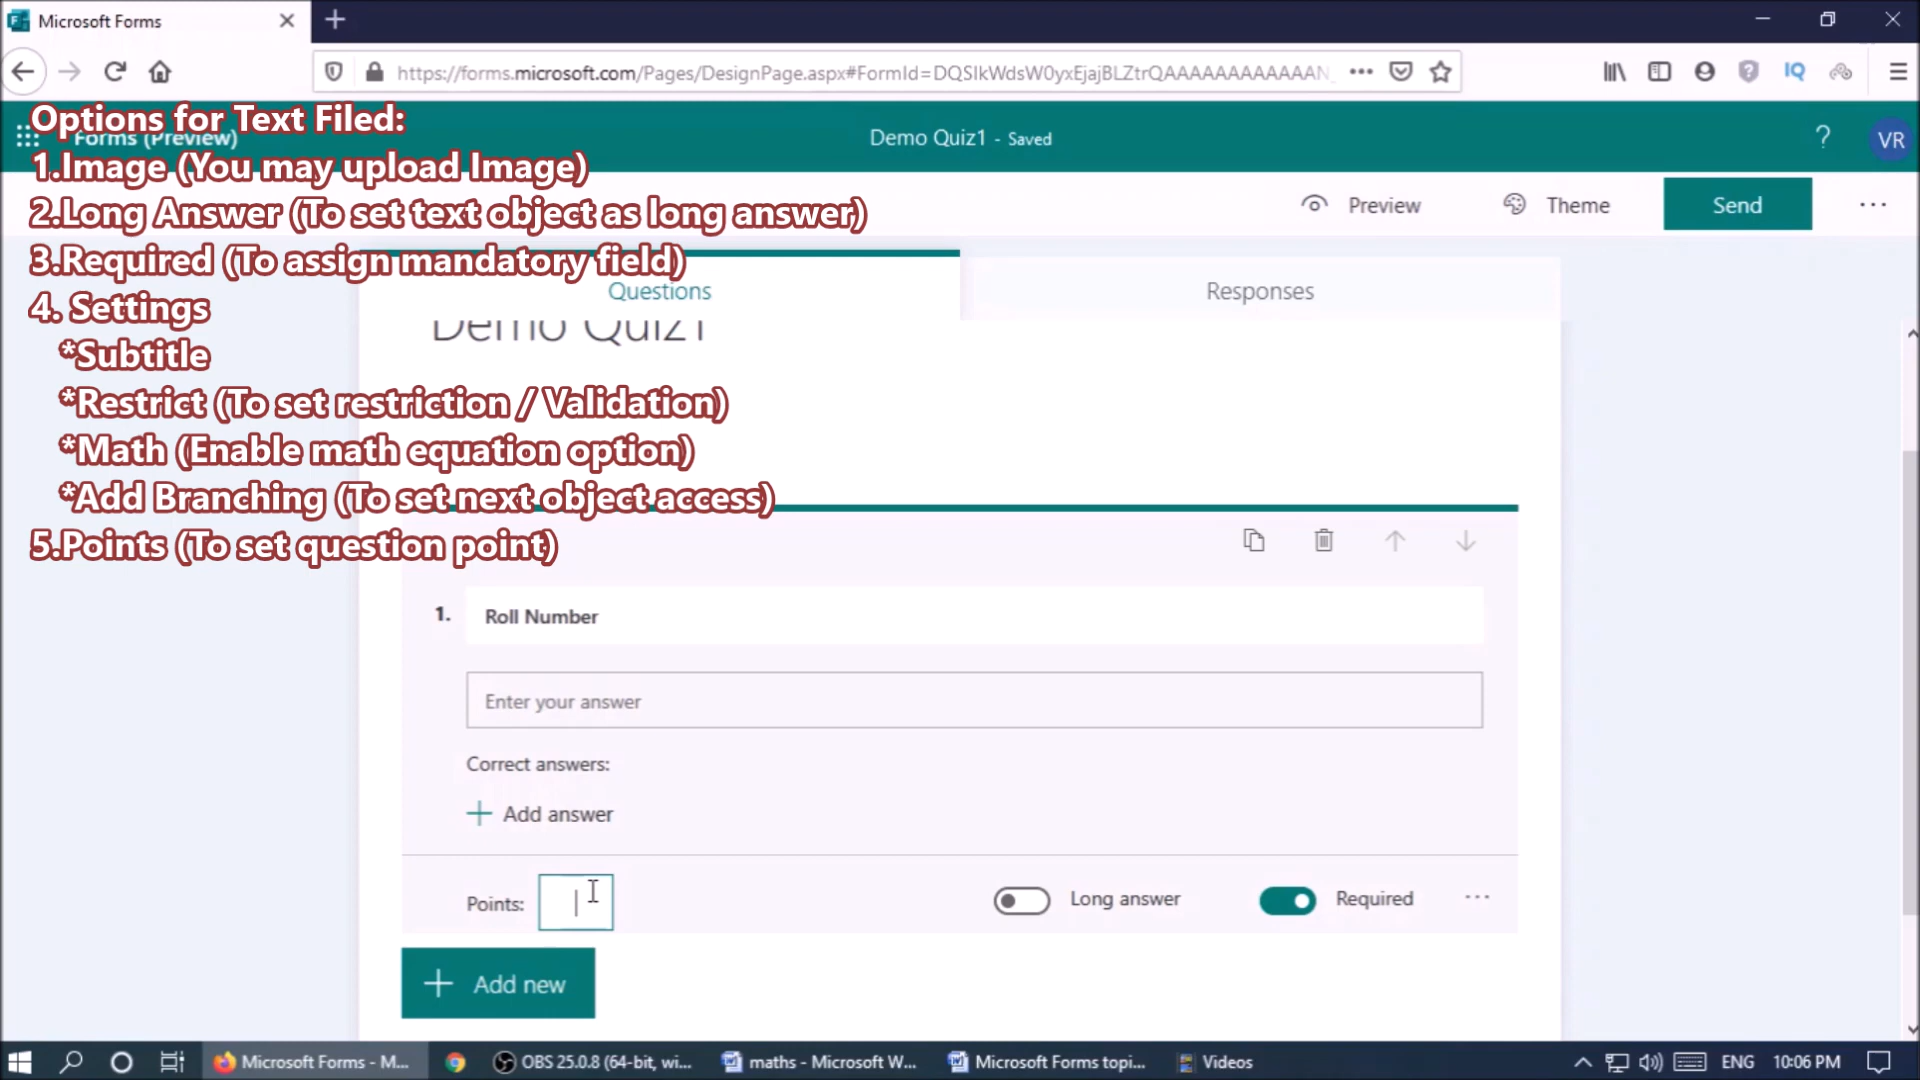 Microsoft Forms
https://forms.microsoft.com/Pages/DesignPage.aspx#FormId=DQSIkWdsW0yxEjajBLZtrQAAAAAAAAAAAAN
Options for Text Filed:
Forms (Preview)
Demo Quiz1 - Saved
?
VR
1.Image (You may upload Image)
2.Long Answer (To set text object as long answer)
Preview
Theme
Send
3.Required (To assign mandatory field)
Questions
Responses
4. Settings
Demo Quiz1
*Subtitle
*Restrict (To set restriction / Validation)
*Math (Enable math equation option)
*Add Branching (To set next object access)
5.Points (To set question point)
1. Roll Number
Enter your answer
Correct answers:
+ Add answer
Points:
Long answer
Required
+ Add new
Microsoft Forms - M...
OBS 25.0.8 (64-bit, wi...
maths - Microsoft W...
Microsoft Forms topi...
Videos
ENG
10:06 PM